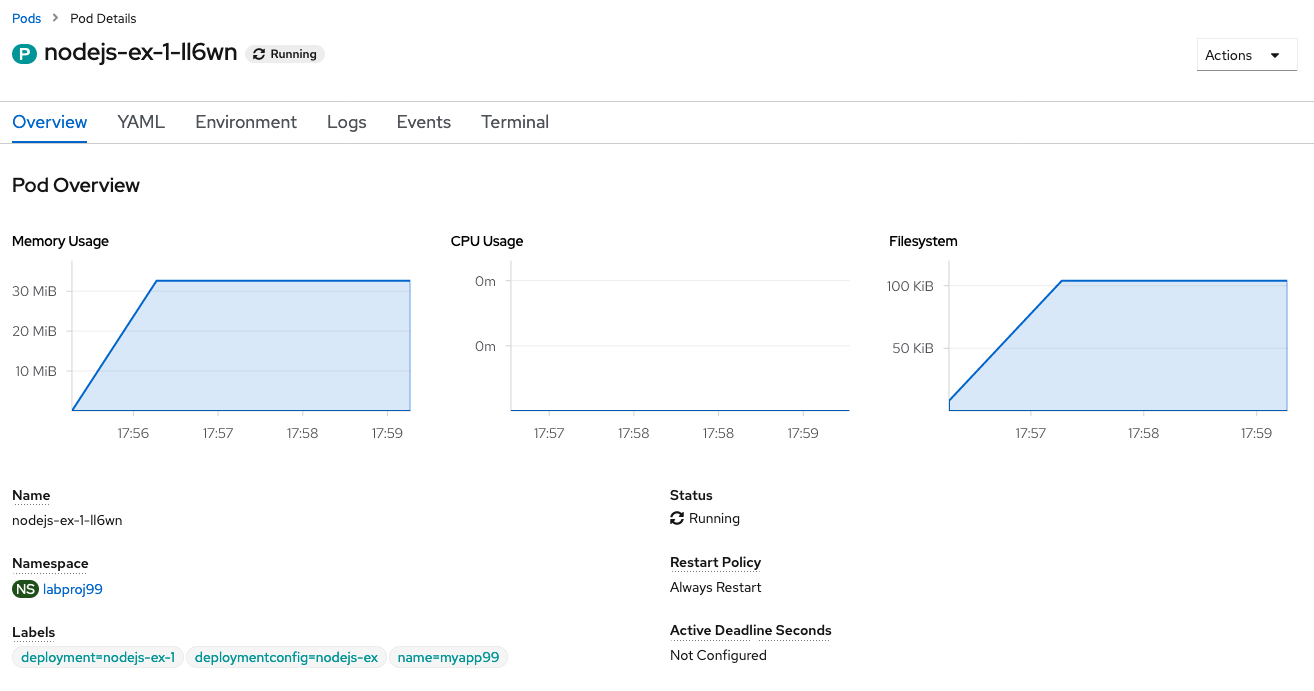 Pods > Pod Details
P nodejs-ex-1-ll6wn Running
Actions
Overview YAML Environment Logs Events Terminal
Pod Overview
Memory Usage
30 MiB
20 MiB
10 MiB
17:56 17:57 17:58 17:59
CPU Usage
0m
0m
17:57 17:58 17:58 17:59
Filesystem
100 KiB
50 KiB
17:57 17:58 17:59
Name
nodejs-ex-1-ll6wn
Namespace
NS labproj99
Labels
deployment=nodejs-ex-1 deploymentconfig=nodejs-ex name=myapp99
Status
Running
Restart Policy
Always Restart
Active Deadline Seconds
Not Configured